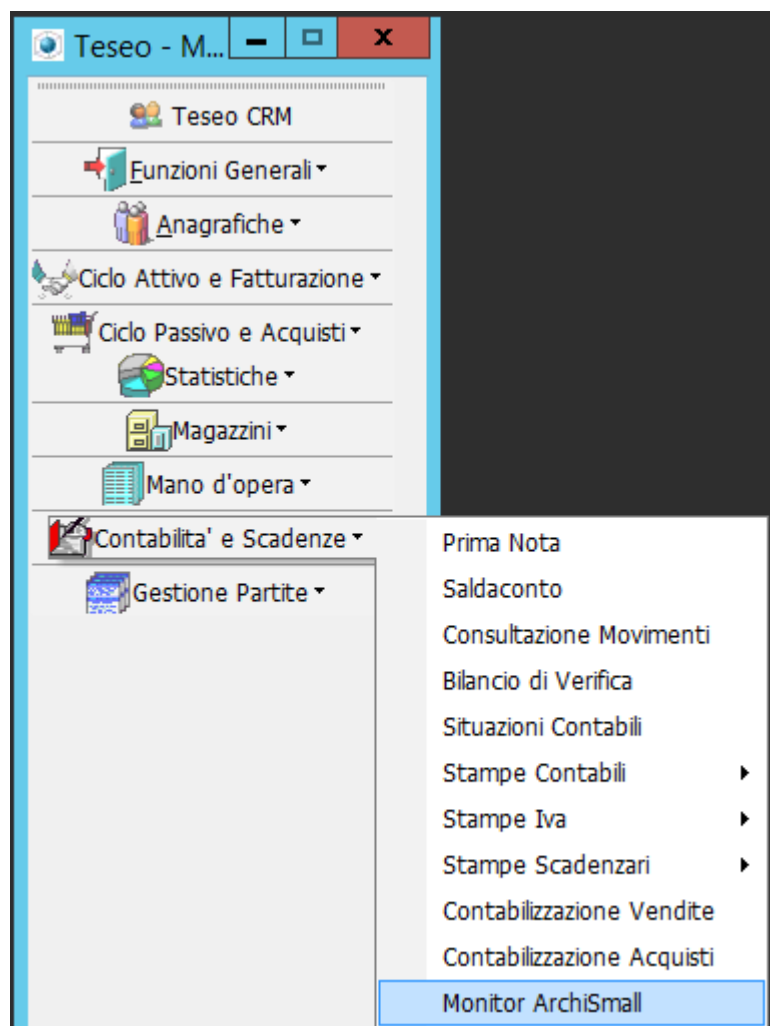 Teseo - M...
Teseo CRM
Funzioni Generali
Anagrafiche
Ciclo Attivo e Fatturazione
Ciclo Passivo e Acquisti
Statistiche
Magazzini
Mano d'opera
Contabilita' e Scadenze
Gestione Partite
Prima Nota
Saldaconto
Consultazione Movimenti
Bilancio di Verifica
Situazioni Contabili
Stampe Contabili
Stampe Iva
Stampe Scadenzari
Contabilizzazione Vendite
Contabilizzazione Acquisti
Monitor ArchiSmall